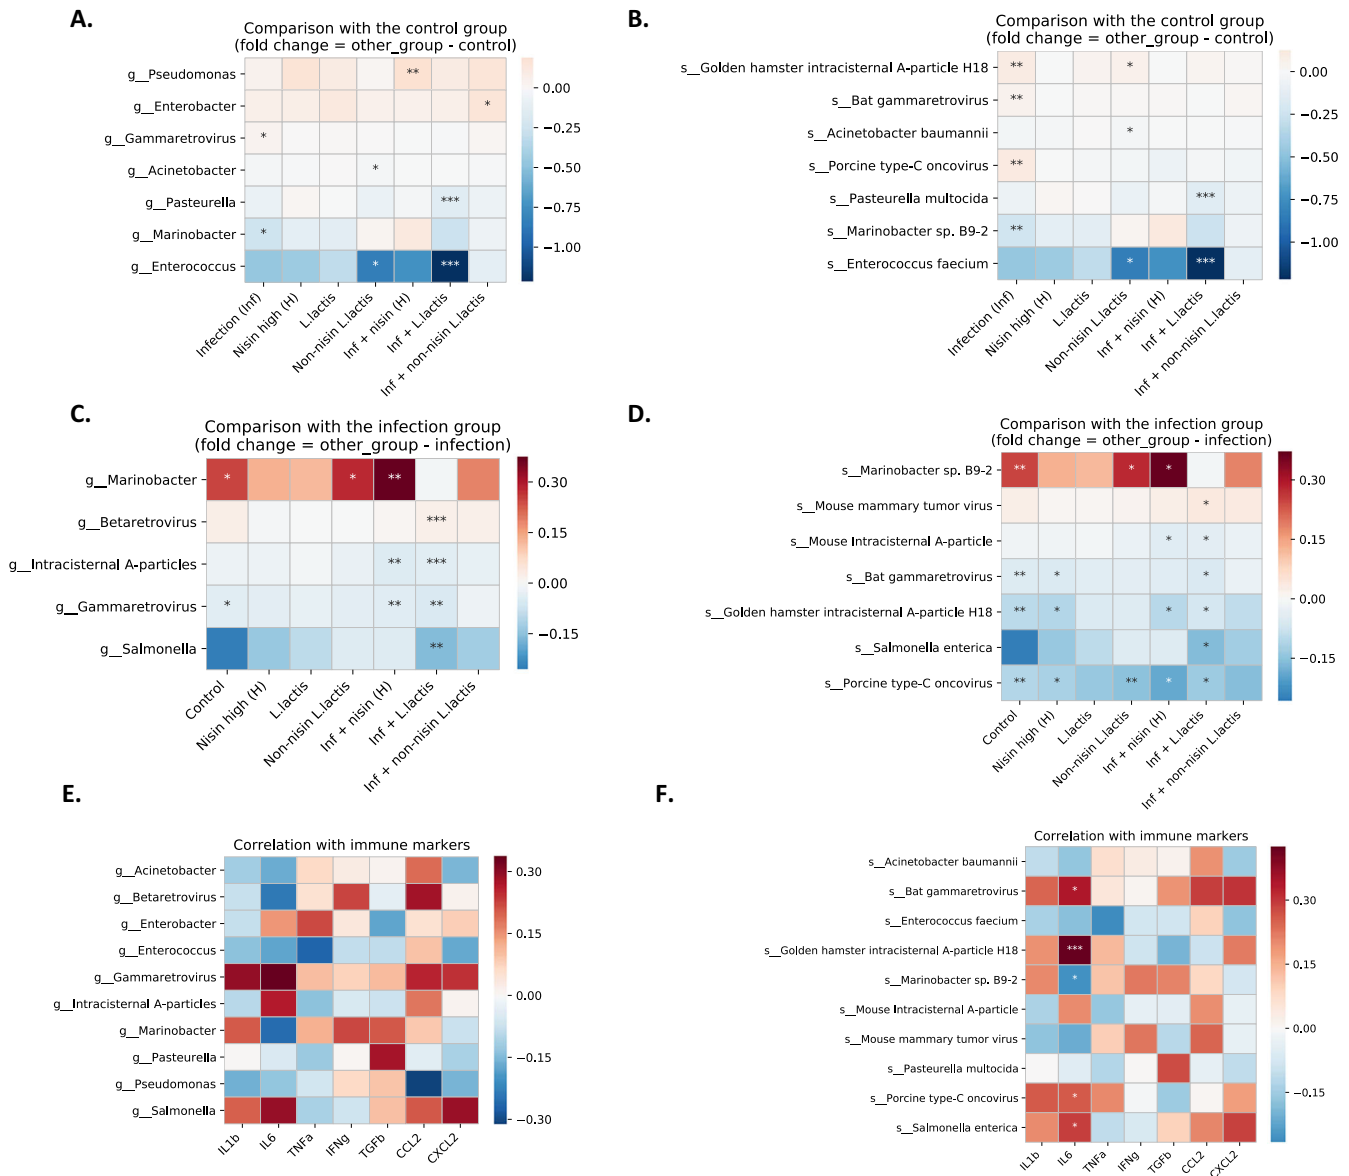 A.
Comparison with the control group
(fold change = other_group - control)
g__Pseudomonas
g__Enterobacter
g__Gammaretrovirus
g__Acinetobacter
g__Pasteurella
g__Marinobacter
g__Enterococcus
**
*
*
*
***
*
*
***
0.00
−0.25
−0.50
−0.75
−1.00
Infection (Inf)
Nisin high (H)
L.lactis
Non-nisin L.lactis
Inf + nisin (H)
Inf + L.lactis
Inf + non-nisin L.lactis
B.
Comparison with the control group
(fold change = other_group - control)
s__Golden hamster intracisternal A-particle H18
s__Bat gammaretrovirus
s__Acinetobacter baumannii
s__Porcine type-C oncovirus
s__Pasteurella multocida
s__Marinobacter sp. B9-2
s__Enterococcus faecium
** *
**
*
**
***
**
* ***
0.00
−0.25
−0.50
−0.75
−1.00
Infection (Inf)
Nisin high (H)
L.lactis
Non-nisin L.lactis
Inf + nisin (H)
Inf + L.lactis
Inf + non-nisin L.lactis
C.
Comparison with the infection group
(fold change = other_group - infection)
g__Marinobacter
g__Betaretrovirus
g__Intracisternal A-particles
g__Gammaretrovirus
g__Salmonella
* * **
***
** ***
* ** **
**
0.30
0.15
0.00
−0.15
Control
Nisin high (H)
L.lactis
Non-nisin L.lactis
Inf + nisin (H)
Inf + L.lactis
Inf + non-nisin L.lactis
D.
Comparison with the infection group
(fold change = other_group - infection)
s__Marinobacter sp. B9-2
s__Mouse mammary tumor virus
s__Mouse Intracisternal A-particle
s__Bat gammaretrovirus
s__Golden hamster intracisternal A-particle H18
s__Salmonella enterica
s__Porcine type-C oncovirus
** * *
*
* *
** * *
** * * *
*
** * ** * *
0.30
0.15
0.00
−0.15
Control
Nisin high (H)
L.lactis
Non-nisin L.lactis
Inf + nisin (H)
Inf + L.lactis
Inf + non-nisin L.lactis
E.
Correlation with immune markers
g__Acinetobacter
g__Betaretrovirus
g__Enterobacter
g__Enterococcus
g__Gammaretrovirus
g__Intracisternal A-particles
g__Marinobacter
g__Pasteurella
g__Pseudomonas
g__Salmonella
0.30
0.15
0.00
−0.15
−0.30
IL1b
IL6
TNFa
IFNg
TGFb
CCL2
CXCL2
F.
Correlation with immune markers
s__Acinetobacter baumannii
s__Bat gammaretrovirus
s__Enterococcus faecium
s__Golden hamster intracisternal A-particle H18
s__Marinobacter sp. B9-2
s__Mouse Intracisternal A-particle
s__Mouse mammary tumor virus
s__Pasteurella multocida
s__Porcine type-C oncovirus
s__Salmonella enterica
*
***
*
*
*
0.30
0.15
0.00
−0.15
IL1b
IL6
TNFa
IFNg
TGFb
CCL2
CXCL2